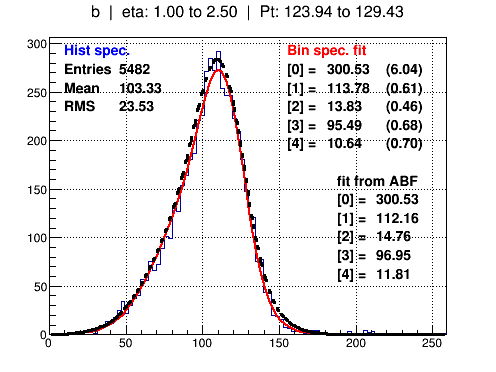 b | eta: 1.00 to 2.50 | Pt: 123.94 to 129.43
Hist spec.
Entries 5482
Mean 103.33
RMS 23.53
Bin spec. fit
[0] = 300.53 (6.04)
[1] = 113.78 (0.61)
[2] = 13.83 (0.46)
[3] = 95.49 (0.68)
[4] = 10.64 (0.70)
fit from ABF
[0] = 300.53
[1] = 112.16
[2] = 14.76
[3] = 96.95
[4] = 11.81
300
250
200
150
100
50
0
0 50 100 150 200 250